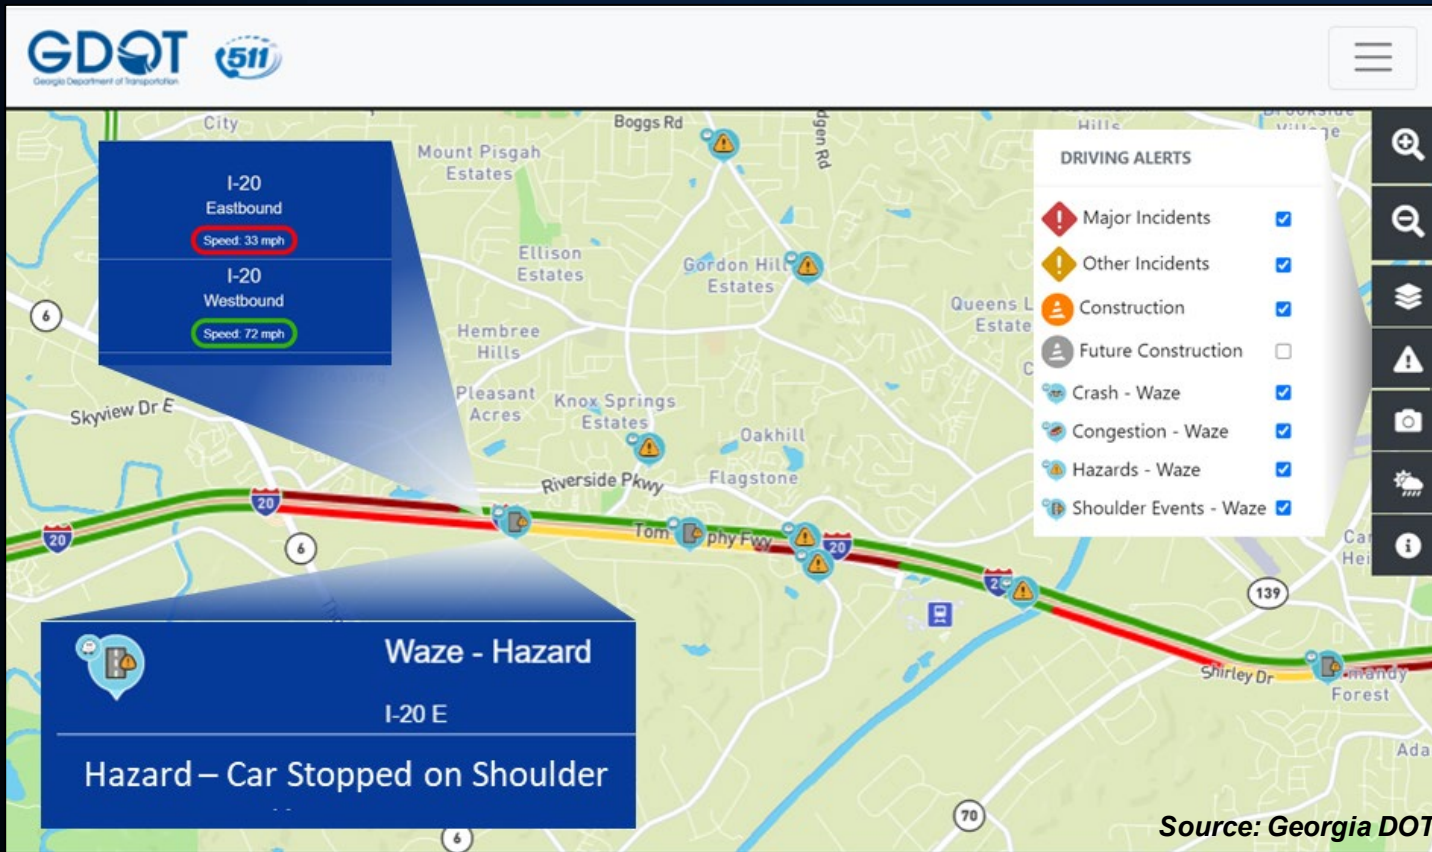 GDOT
Georgia Department of Transportation
511
City
Boggs Rd
Hills
Mount Pisgah
Estates
I-20
Eastbound
Speed: 33 mph
I-20
Westbound
Speed: 72 mph
DRIVING ALERTS
Major Incidents
Other Incidents
Construction
Future Construction
Crash - Waze
Congestion - Waze
Hazards - Waze
Shoulder Events - Waze
Ellison
Estates
Gordon Hill
Estates
Queens L
Estate
6
Hembree
Hills
Pleasant
Acres
Knox Springs
Estates
Skyview Dr E
Oakhill
Riverside Pkwy
Flagstone
20
20
Tom
phy Fwy
20
6
2
139
Shirley Dr
Forest
Waze - Hazard
I-20 E
Hazard – Car Stopped on Shoulder
Ada
70
6
Source: Georgia DOT